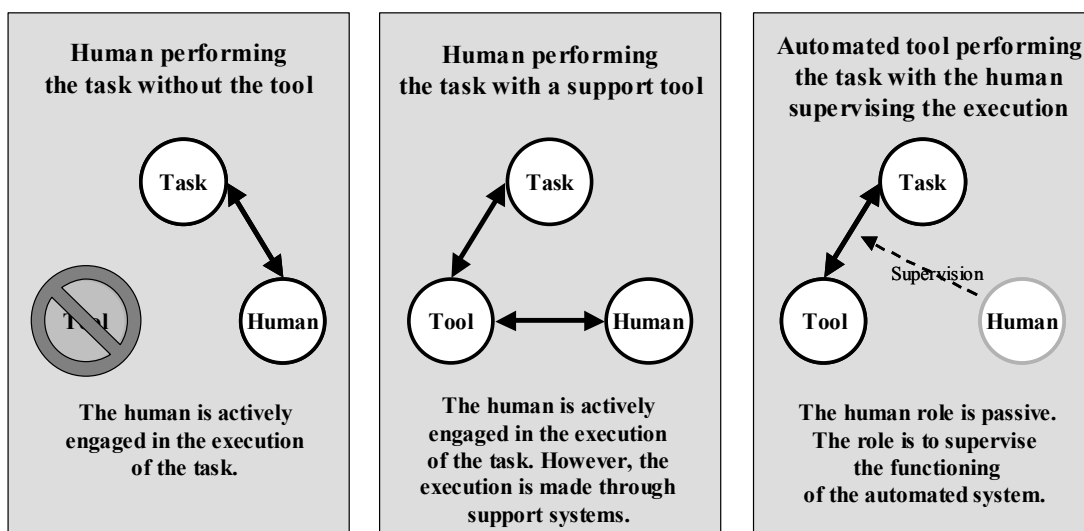 Human performing
the task without the tool
Task
Tool
Human
The human is actively
engaged in the execution
of the task.
Human performing
the task with a support tool
Task
Tool
Human
The human is actively
engaged in the execution
of the task. However, the
execution is made through
support systems.
Automated tool performing
the task with the human
supervising the execution
Task
Supervision
Tool
Human
The human role is passive.
The role is to supervise
the functioning
of the automated system.